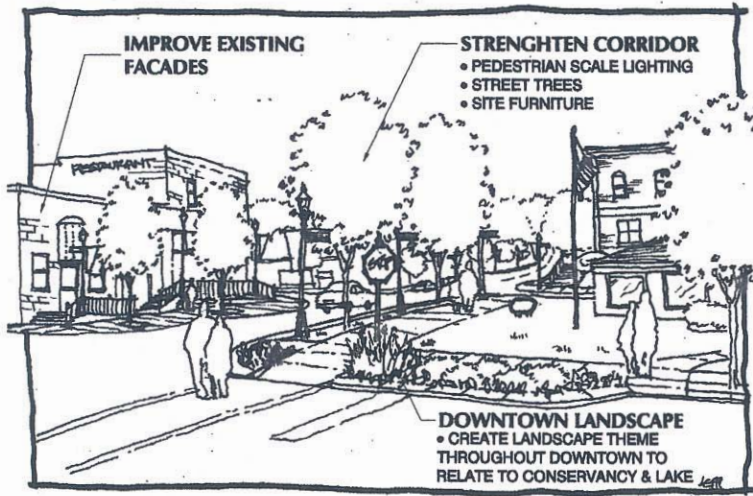 IMPROVE EXISTING
FACADES
STRENGHTEN CORRIDOR
• PEDESTRIAN SCALE LIGHTING
• STREET TREES
• SITE FURNITURE
RESTAURANT
DOWNTOWN LANDSCAPE
• CREATE LANDSCAPE THEME
THROUGHOUT DOWNTOWN TO
RELATE TO CONSERVANCY & LAKE